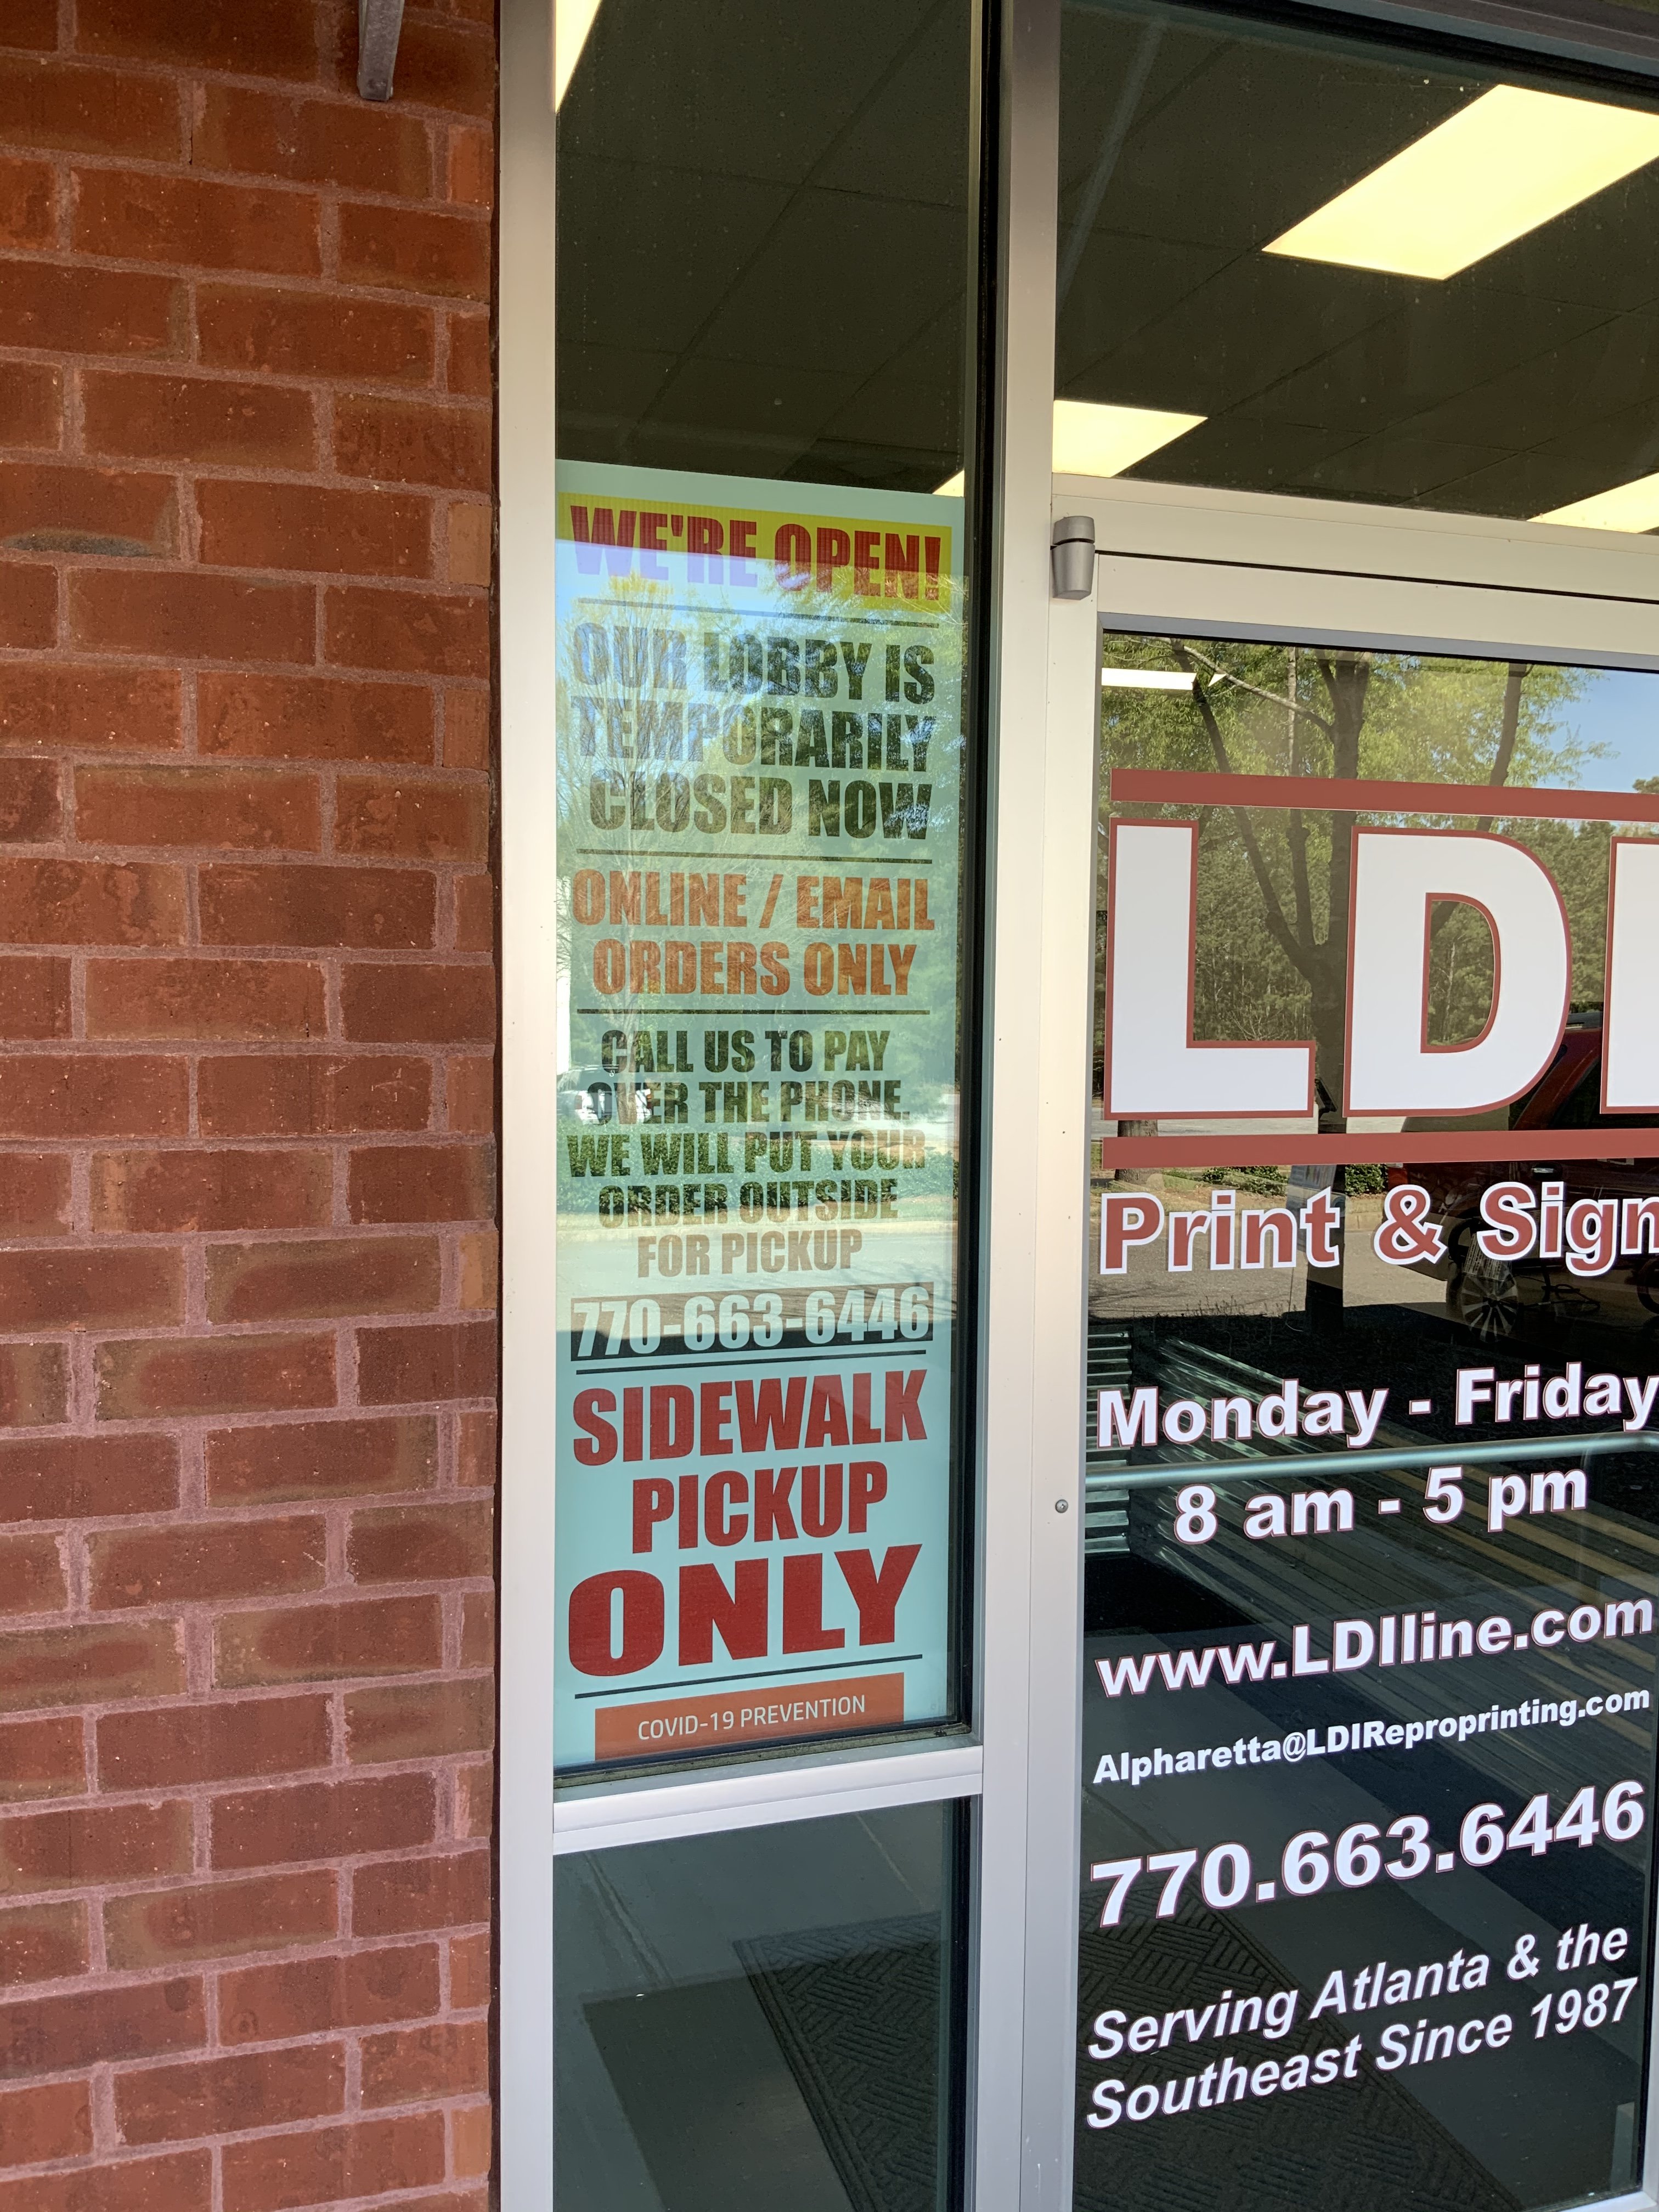 WE'RE OPEN!
OUR LOBBY IS
TEMPORARILY
CLOSED NOW
ONLINE / EMAIL
ORDERS ONLY
CALL US TO PAY
OVER THE PHONE.
WE WILL PUT YOUR
ORDER OUTSIDE
FOR PICKUP
770-663-6446
SIDEWALK
PICKUP
ONLY
COVID-19 PREVENTION
LDI
Print & Sign
Monday - Friday
8 am - 5 pm
www.LDIline.com
Alpharetta@LDIReproprinting.com
770.663.6446
Serving Atlanta & the
Southeast Since 1987